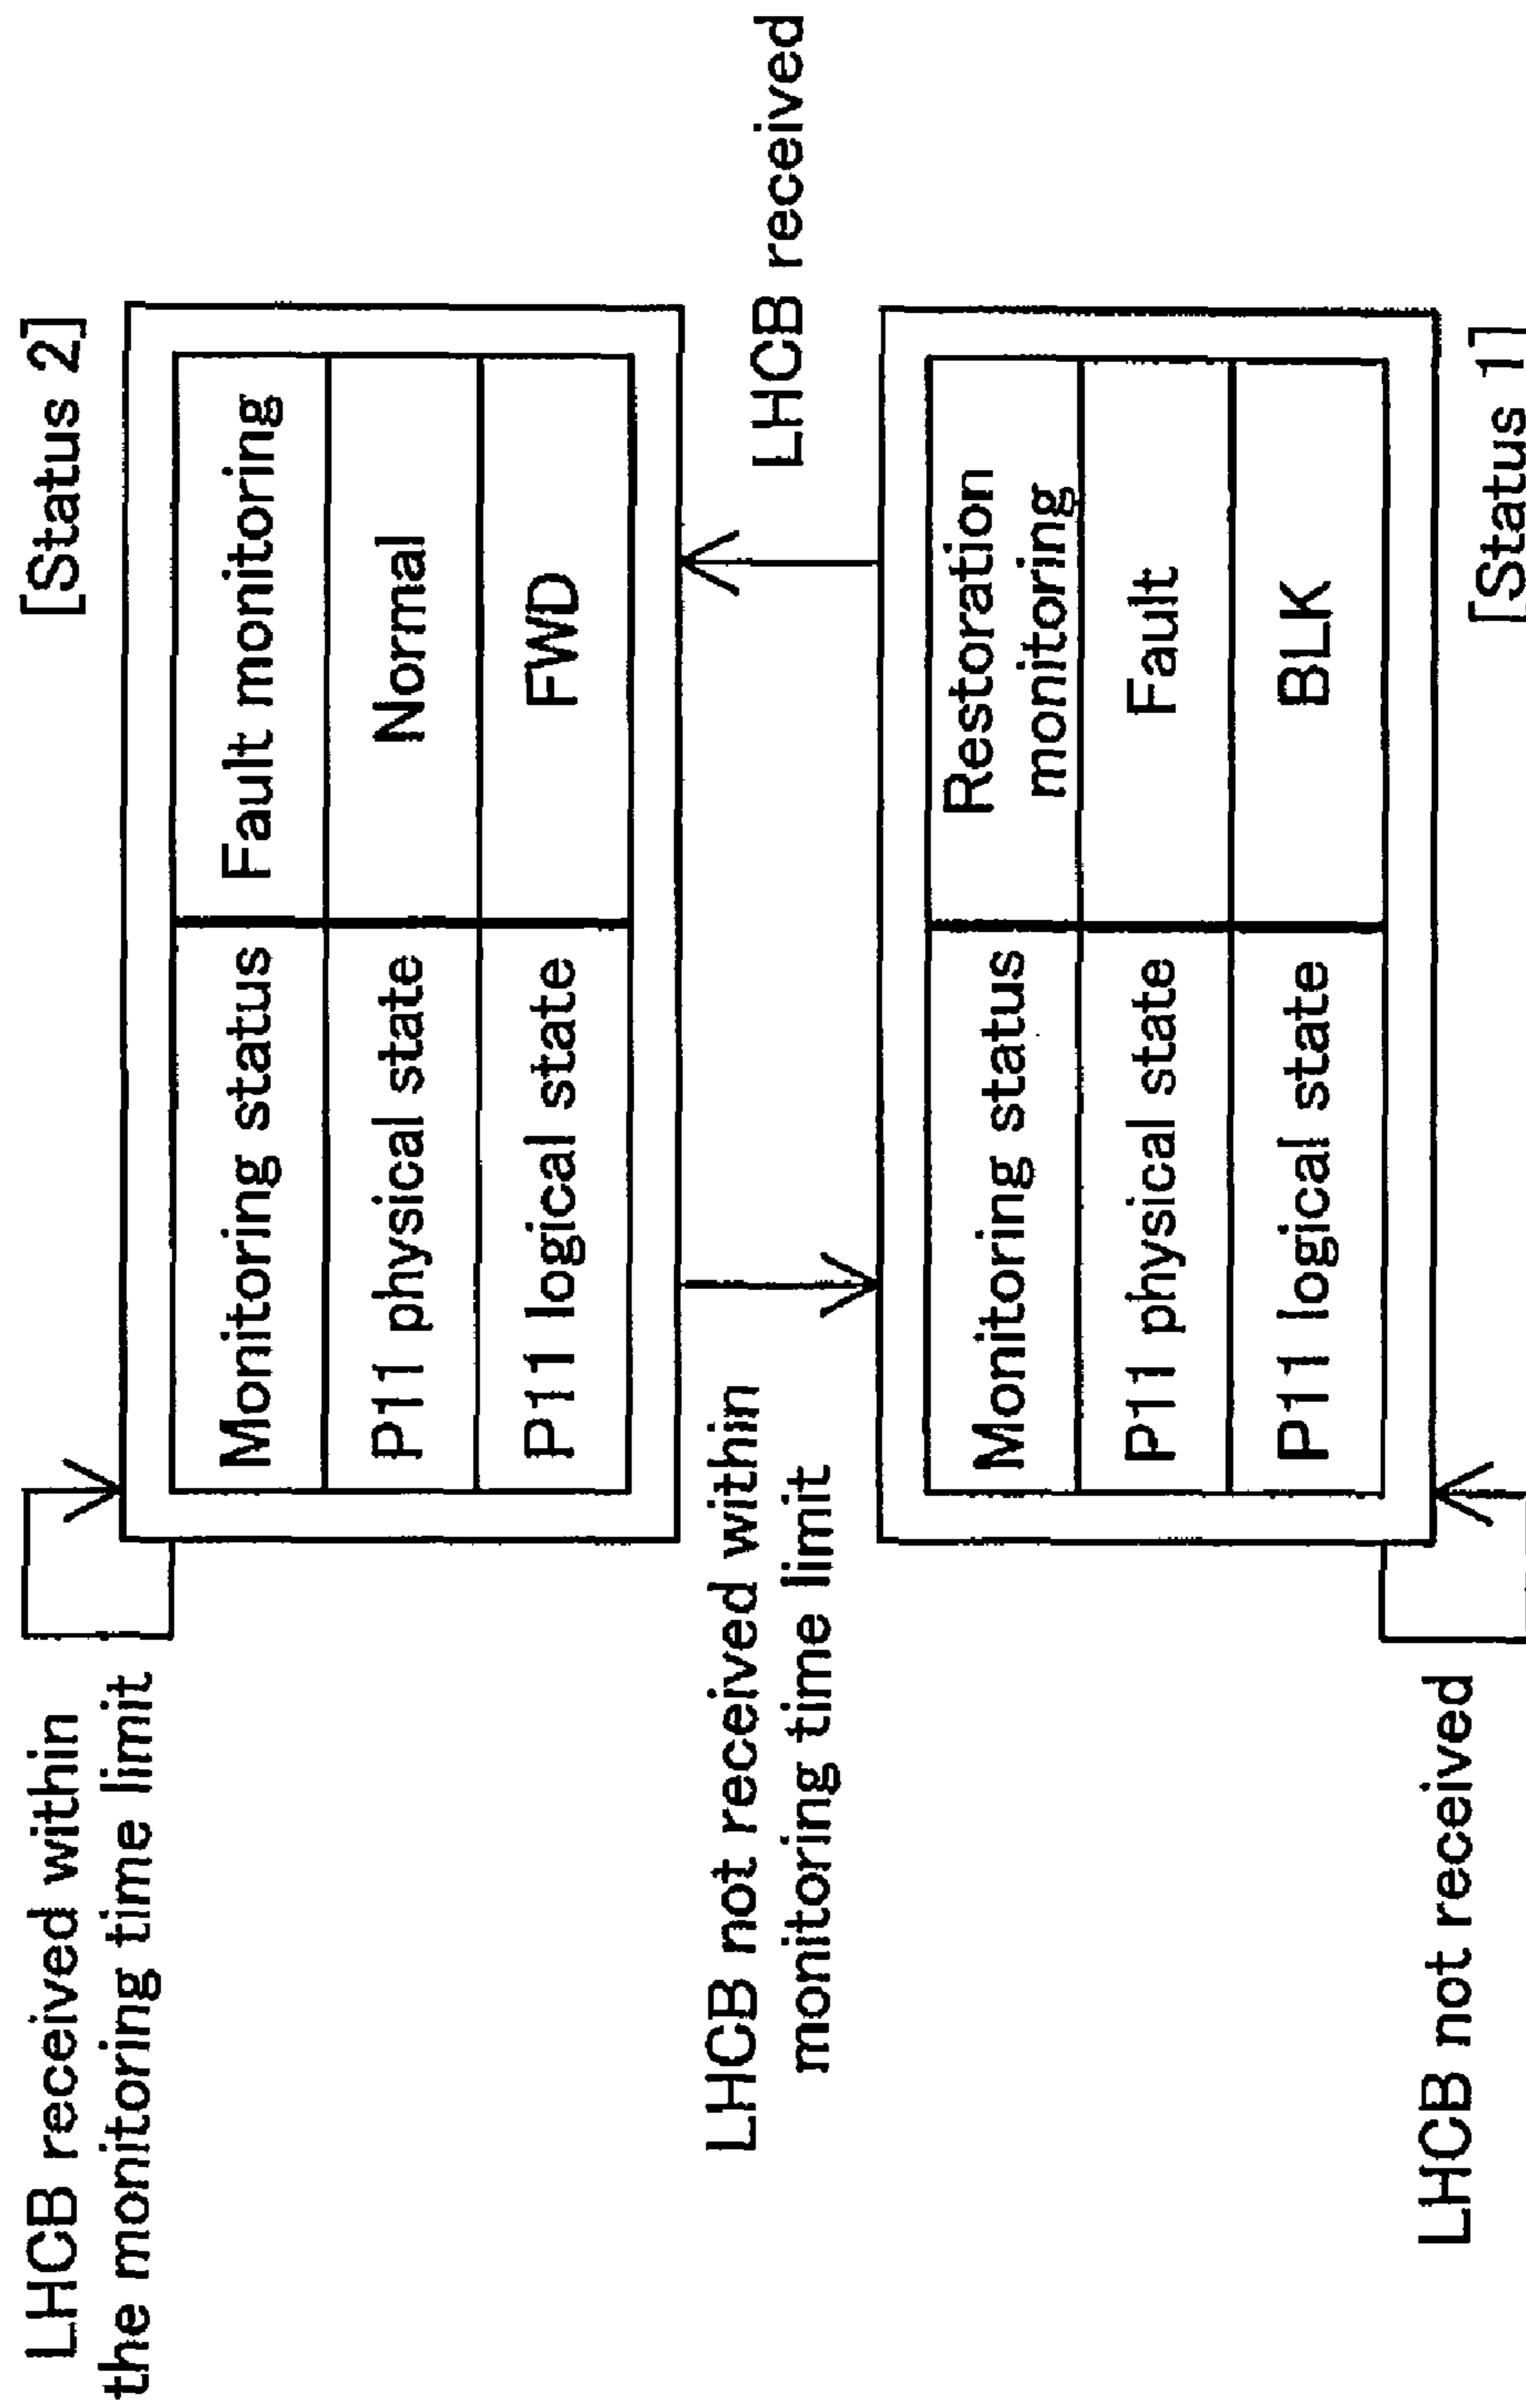 [Status 2]
LHCB received within
the monitoring time limit
Monitoring status
Fault monitoring
P11 physical state
Normal
P11 logical state
FWD
LHCB not received within
monitoring time limit
LHCB received
Monitoring status
Restoration
monitoring
P11 physical state
Fault
P11 logical state
BLK
LHCB not received
[Status 1]